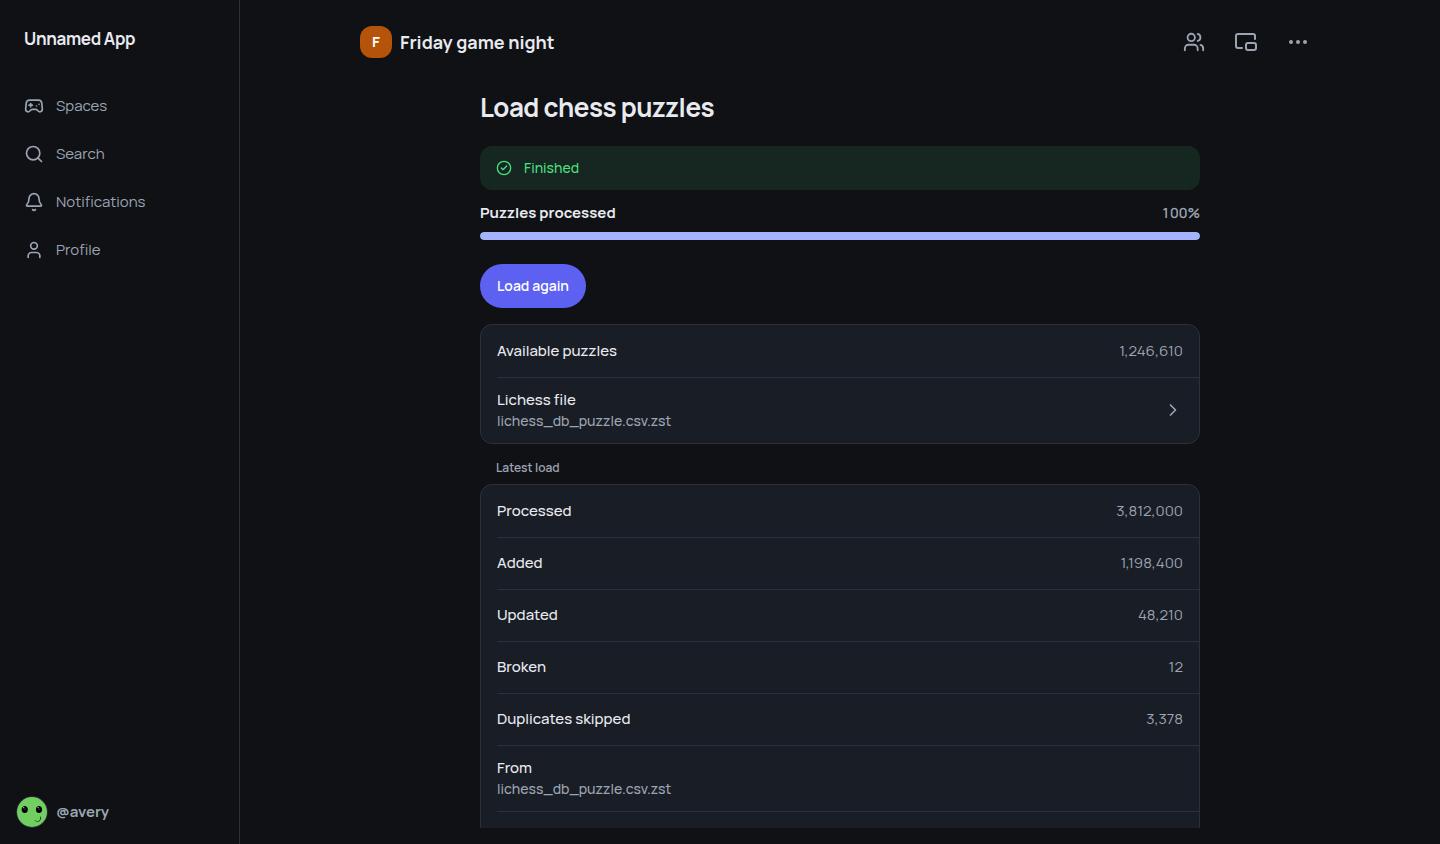 Unnamed App
Spaces
Search
Notifications
Profile
@avery
F
Friday game night
Load chess puzzles
Finished
Puzzles processed 100%
Load again
Available puzzles 1,246,610
Lichess file
lichess_db_puzzle.csv.zst
Latest load
Processed 3,812,000
Added 1,198,400
Updated 48,210
Broken 12
Duplicates skipped 3,378
From
lichess_db_puzzle.csv.zst